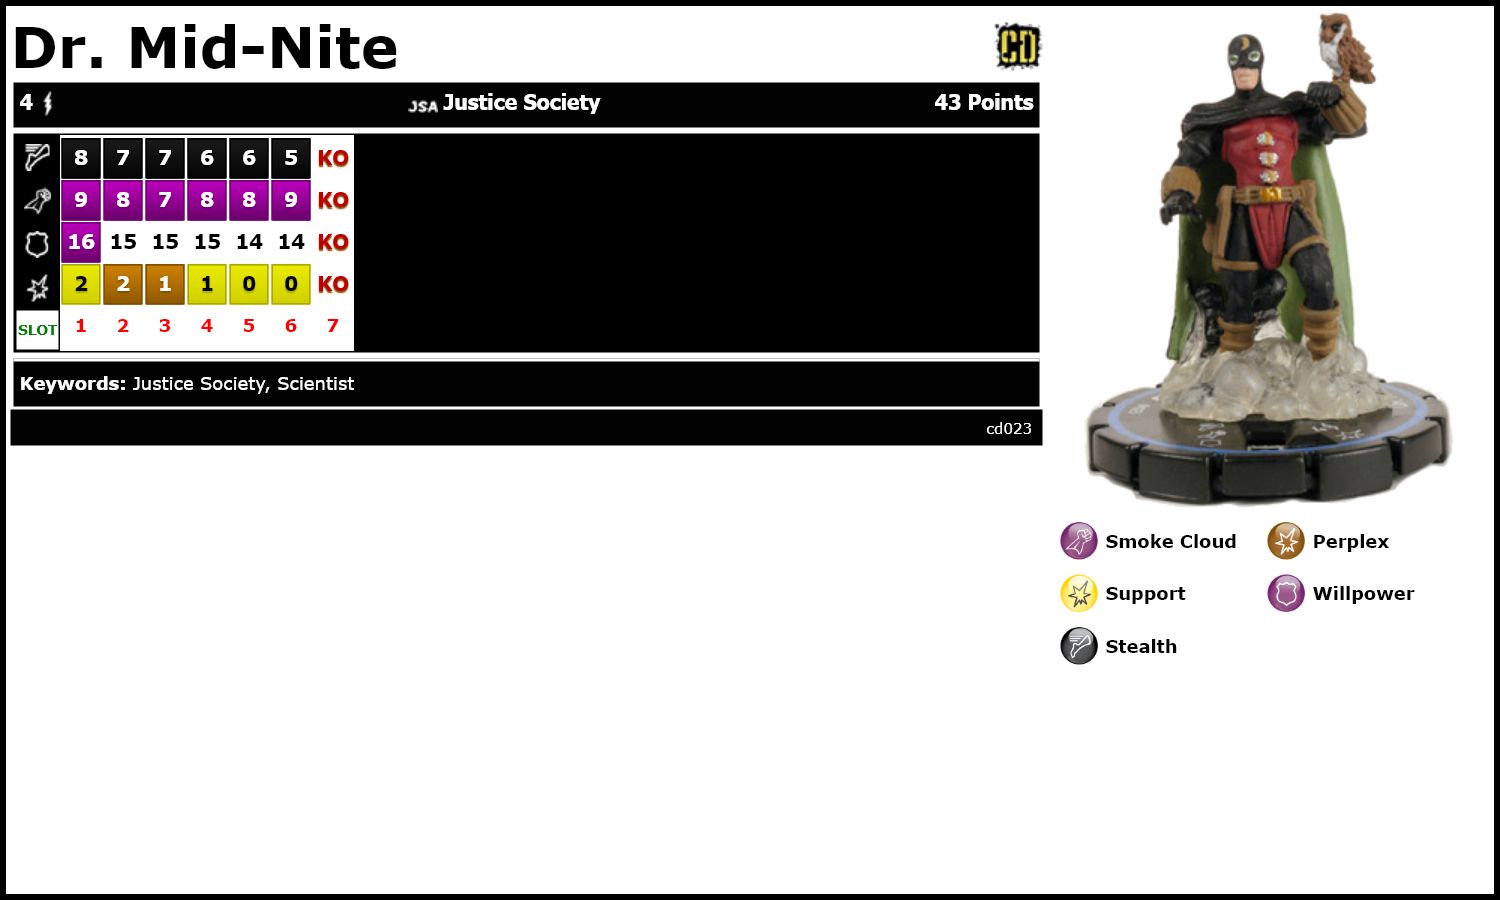 Dr. Mid-Nite
CD
4 JSA Justice Society 43 Points
8 7 7 6 6 5 KO
9 8 7 8 8 9 KO
16 15 15 15 14 14 KO
2 2 1 1 0 0 KO
SLOT 1 2 3 4 5 6 7
Keywords: Justice Society, Scientist
cd023
Smoke Cloud Perplex
Support Willpower
Stealth